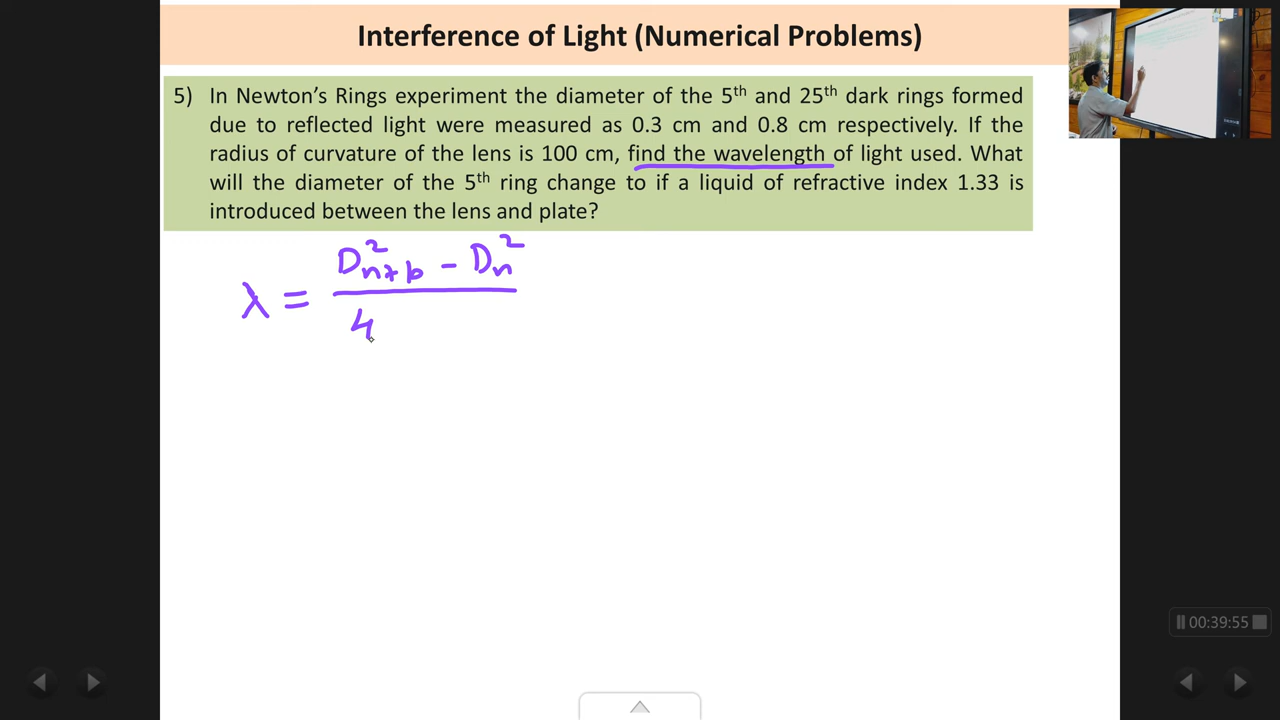 Interference of Light (Numerical Problems)
5) In Newton's Rings experiment the diameter of the 5th and 25th dark rings formed
due to reflected light were measured as 0.3 cm and 0.8 cm respectively. If the
radius of curvature of the lens is 100 cm, find the wavelength of light used. What
will the diameter of the 5th ring change to if a liquid of refractive index 1.33 is
introduced between the lens and plate?
D²n+p - Dn²
λ =
4
00:39:55